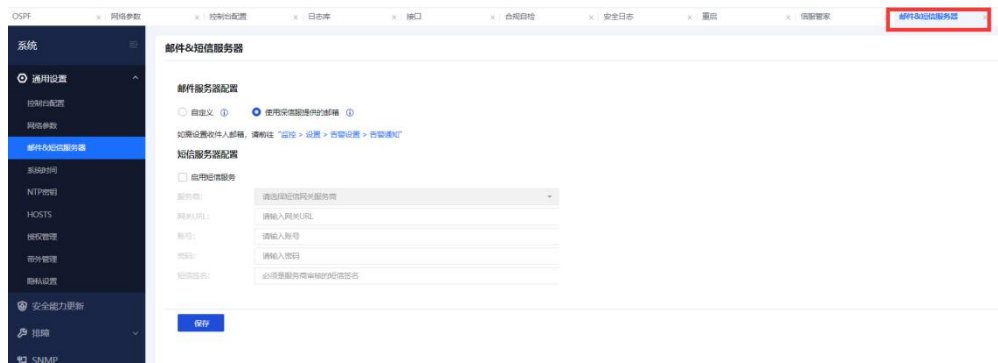 OSPF × 网络参数 × 控制台配置 × 日志库 × 接口 × 合规自检 × 安全日志 × 重启 × 信服管家 邮件&短信服务器 ×
系统
邮件&短信服务器
通用设置
控制台配置
网络参数
邮件&短信服务器
系统时间
NTP密钥
HOSTS
授权管理
带外管理
隐私设置
安全能力更新
排障
SNMP
邮件服务器配置
自定义 使用深信服提供的邮箱
如需设置收件人邮箱，请前往 "监控 > 设置 > 告警设置 > 告警通知"
短信服务器配置
启用短信服务
服务商： 请选择短信网关服务商
网关URL： 请输入网关URL
账号： 请输入账号
密码： 请输入密码
短信签名： 必须是服务商审核的短信签名
保存